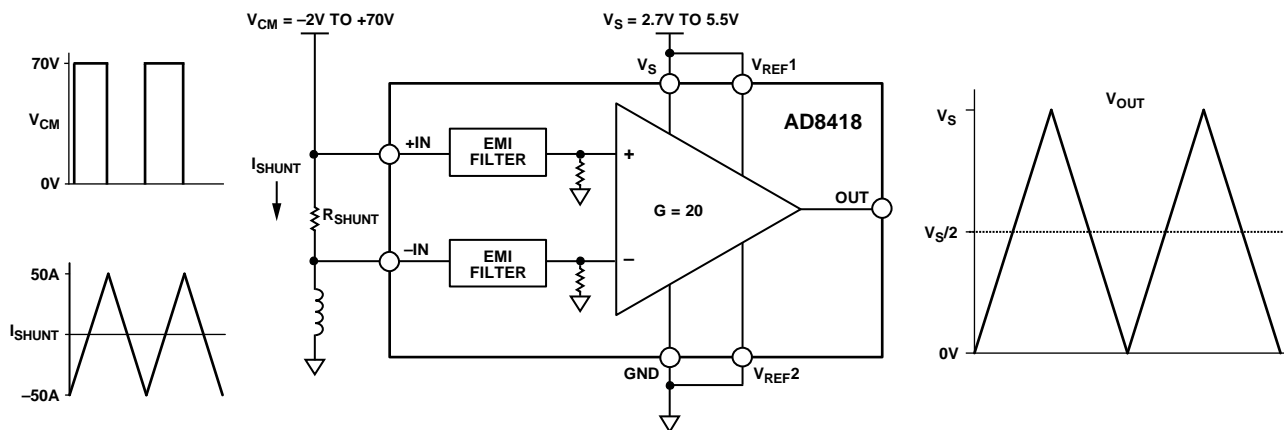 V_CM = –2V TO +70V
V_S = 2.7V TO 5.5V
70V
V_CM
0V
I_SHUNT
50A
I_SHUNT
–50A
R_SHUNT
+IN
–IN
EMI
FILTER
EMI
FILTER
V_S
V_REF1
AD8418
+
G = 20
–
OUT
GND
V_REF2
V_OUT
V_S
V_S/2
0V